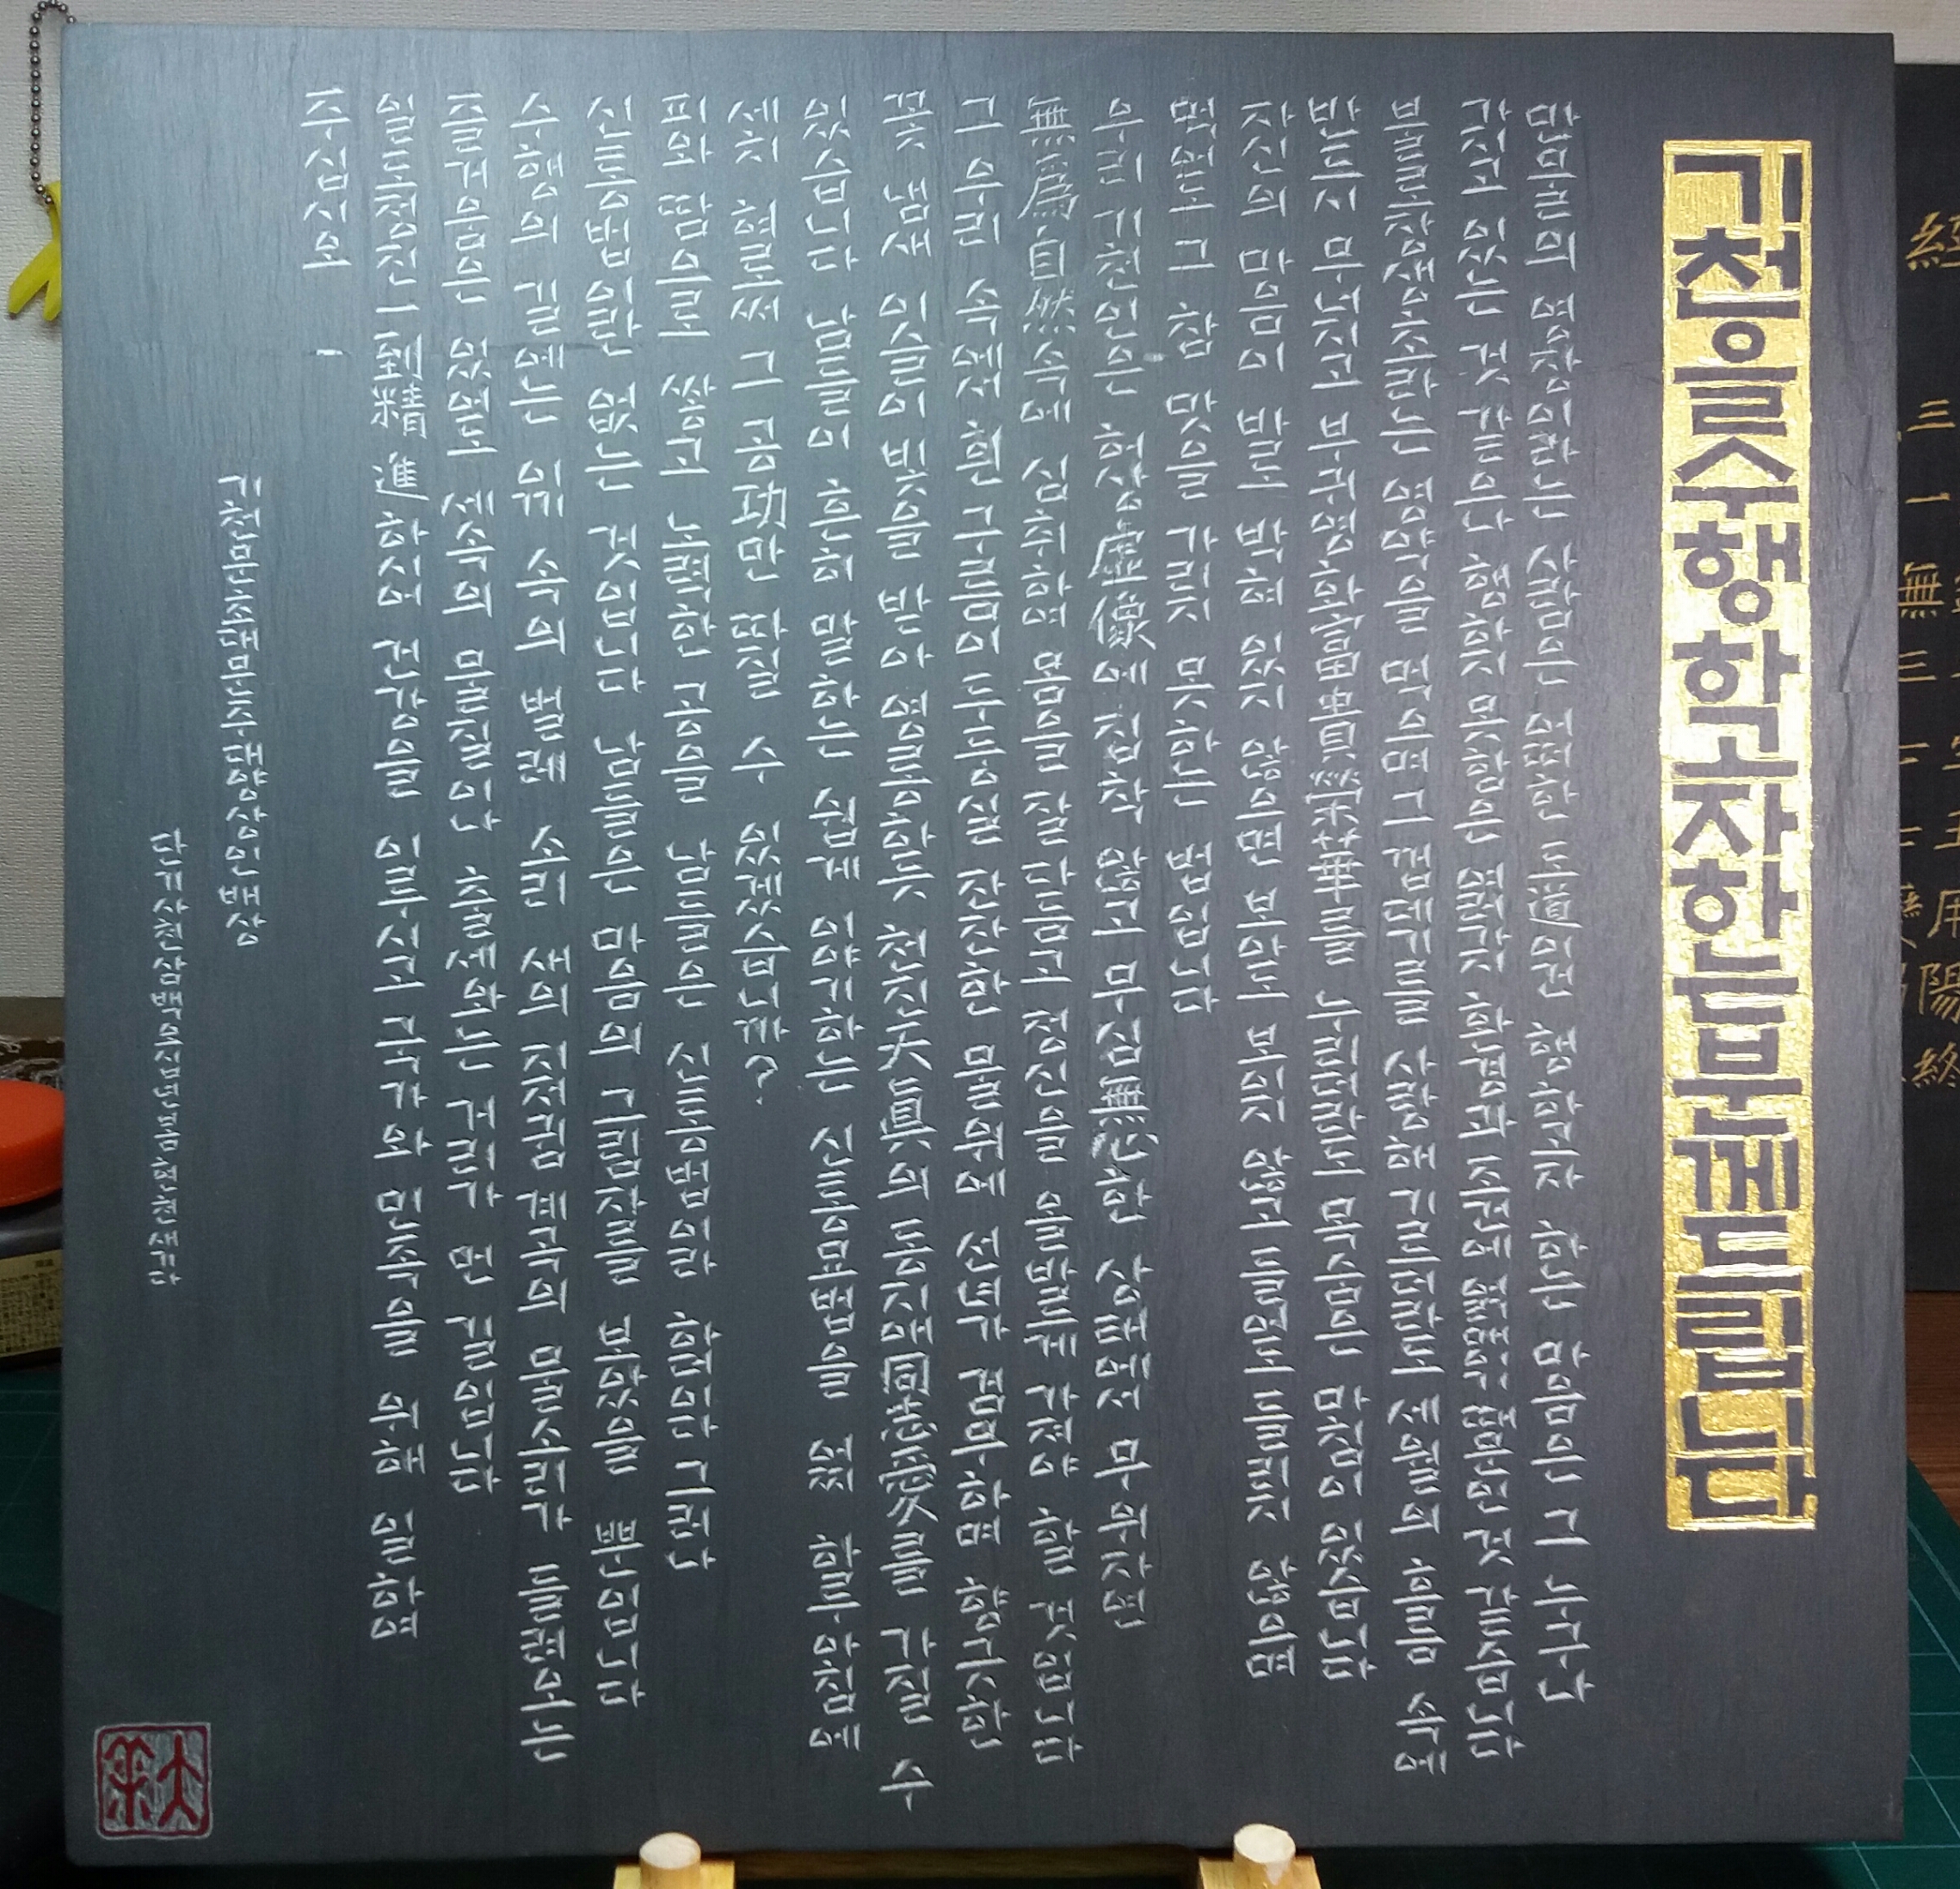 기천을수행하고자하는분께드립니다
만물의 영장이라는 사람은 어떠한 도道던 행하고자 하는 마음은 그 누구나
가지고 있는 것 같으나 행하지 못함은 여러가지 환경과 조건에 얽매이기 때문인 것 같습니다
불로장생초라는 영약을 먹으며 그 껍데기를 사랑해 기르더라도 세월의 흐름 속에
반드시 무너지고 부귀영화富貴榮華를 누린더라도 목숨은 마침이 있습니다
자신의 마음이 발로 박혀 있지 않으면 보아도 보이지 않고 들어도 들리지 않으며
먹어도 그 참 맛을 가리지 못하는 법입니다
우리 기천인은 허상虛像에 집착 않고 무심無心한 상태에서 무위자연
無爲自然 속에 심취하여 몸을 잘 다듬고 정신을 올바르게 가져야 할 것입니다
그 우리 속에서 흰 구름이 두둥실 잔잔한 물위에 선녀가 검무하며 향긋한
꽃 냄새 이슬이 빛을 받아 영롱하듯 천진天眞의 동지애同志愛를 가질 수
있습니다 남들이 흔히 말하는 쉽게 이야기하는 신통묘법을 어찌 하루아침에
세치 혀로써 그 공功만 따질 수 있겠습니까?
피와 땀으로 쌓고 노력한 공을 남들은 신통법이라 합니다 그러나
신통법이란 없는 것입니다 남들은 마음의 그림자를 보았을 뿐입니다
수행의 길에는 위 속의 벌레 소리 새의 지저귐 계곡의 물소리가 들려오는
즐거움은 있어도 세속의 물질이나 출세와는 거리가 먼 길입니다
일도정진一到精進하시어 건강을 이루시고 국가와 민족을 위해 일하여
주십시오
기천문초대문주대양상인배상
단기사천삼백오십년봄현천새기다